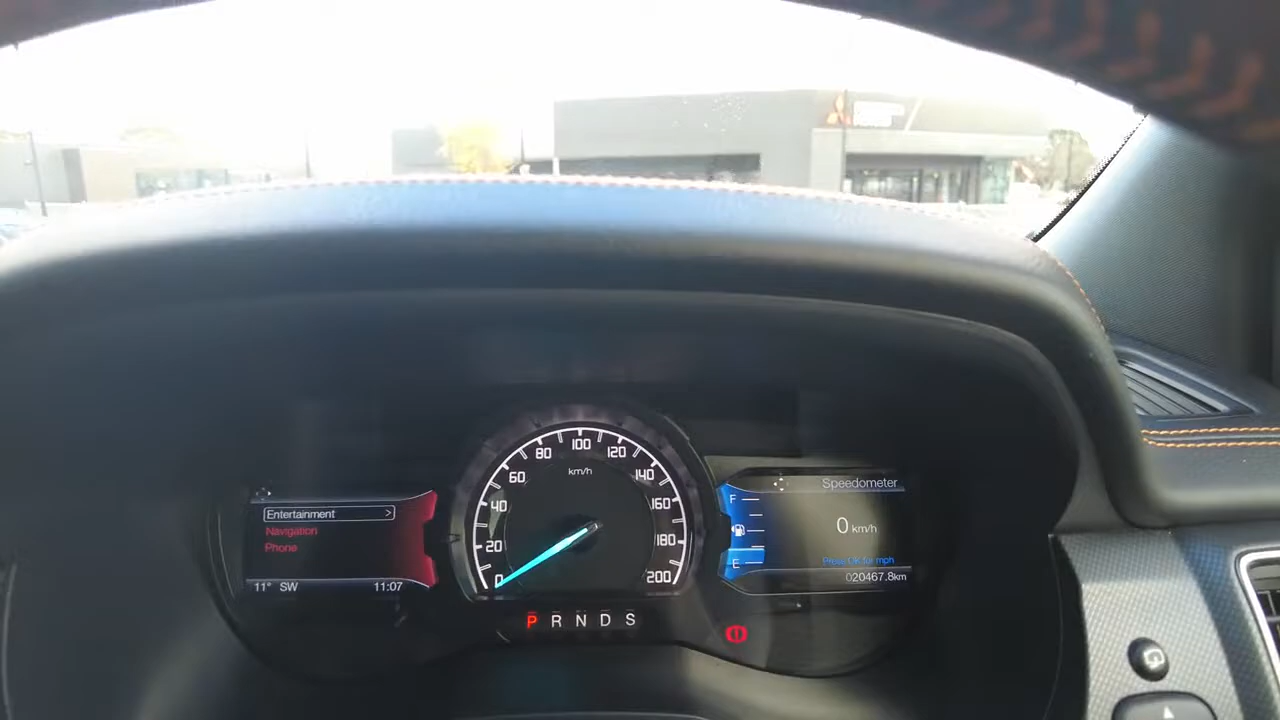 Entertainment >
Navigation
Phone
11° SW 11:07
0 20 40 60 80 100 120 140 160 180 200
km/h
P R N D S
F
E
Speedometer
0 km/h
Press OK for mph
020467.8km